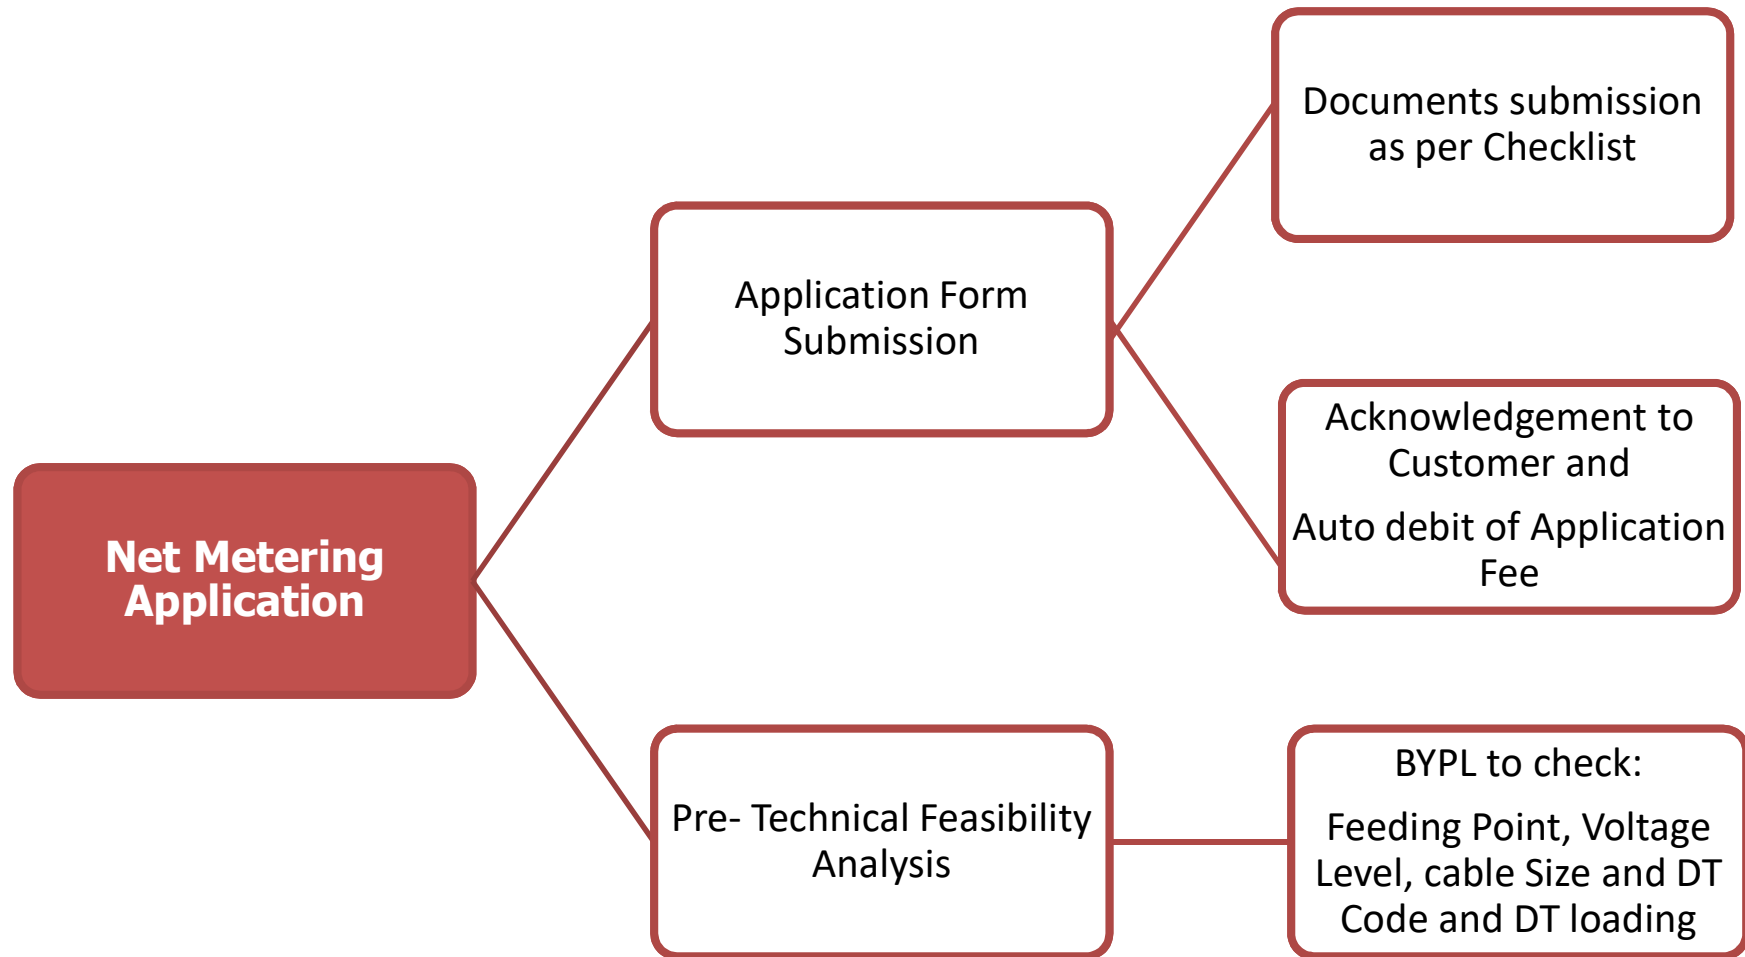 Net Metering
Application
Application Form
Submission
Documents submission
as per Checklist
Acknowledgement to
Customer and
Auto debit of Application
Fee
Pre- Technical Feasibility
Analysis
BYPL to check:
Feeding Point, Voltage
Level, cable Size and DT
Code and DT loading